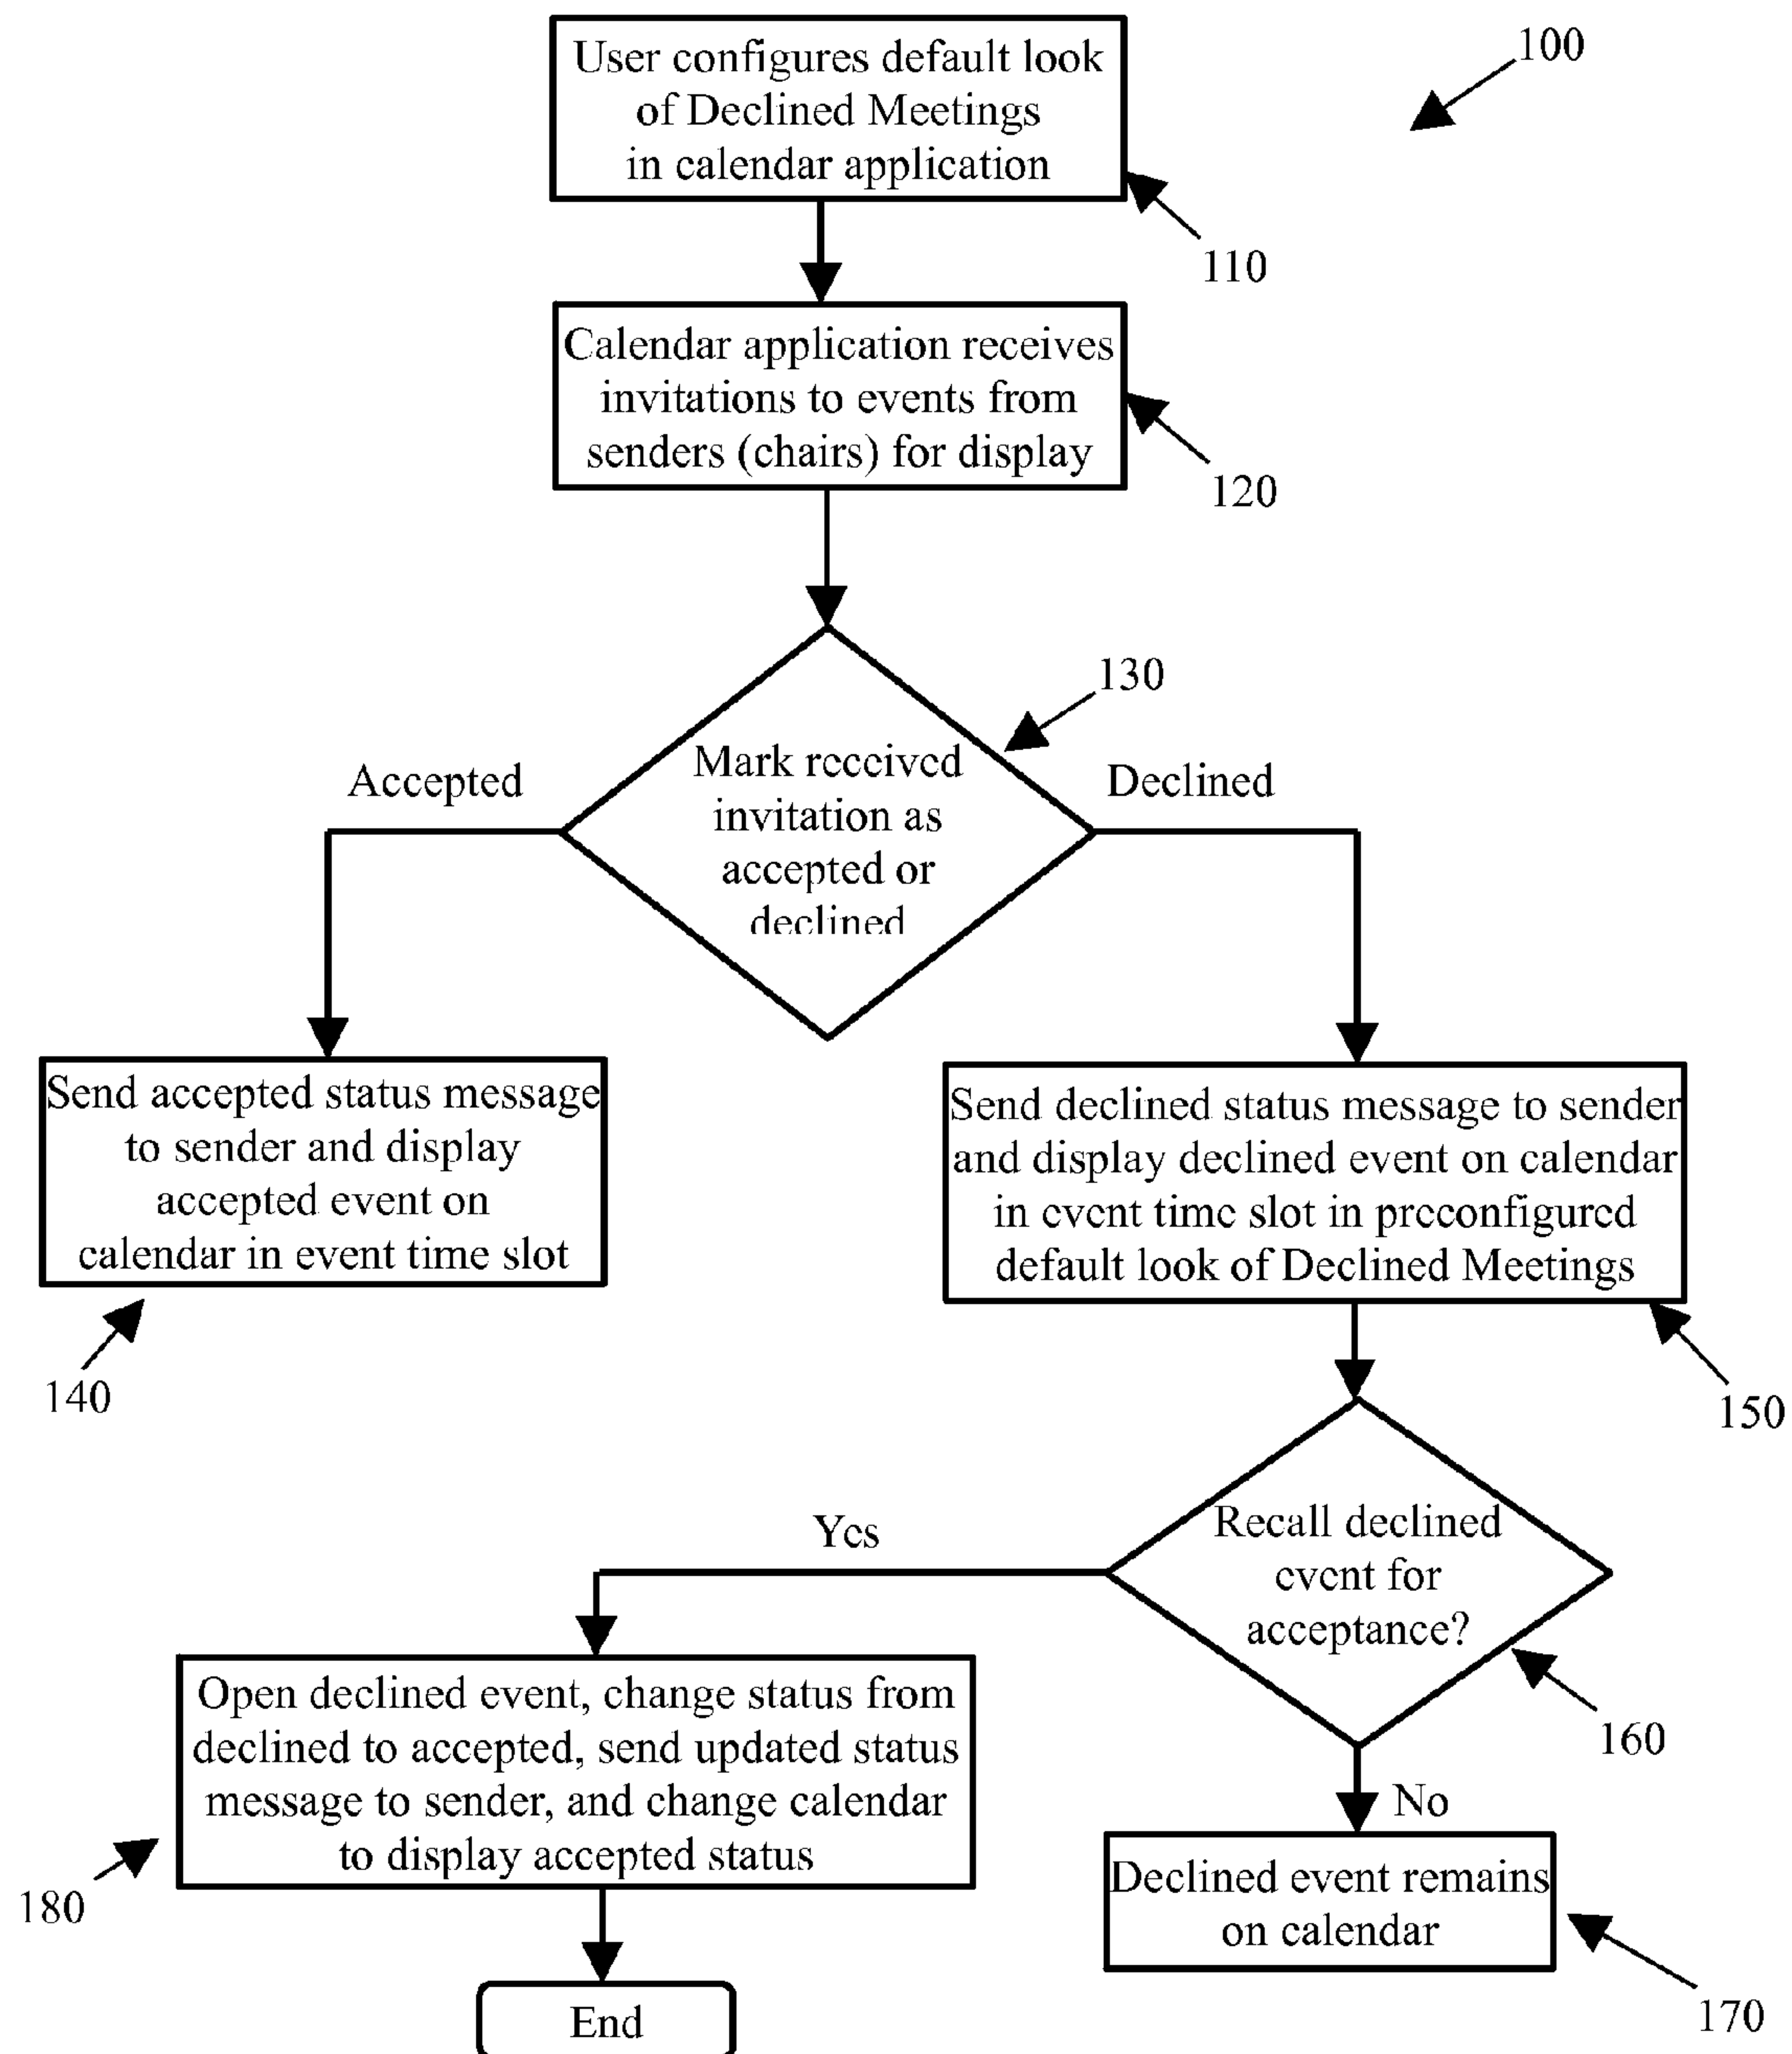 User configures default look
of Declined Meetings
in calendar application
100
110
Calendar application receives
invitations to events from
senders (chairs) for display
120
130
Mark received
invitation as
accepted or
declined
Accepted
Declined
Send accepted status message
to sender and display
accepted event on
calendar in event time slot
140
Send declined status message to sender
and display declined event on calendar
in event time slot in preconfigured
default look of Declined Meetings
150
Recall declined
event for
acceptance?
Yes
160
No
Open declined event, change status from
declined to accepted, send updated status
message to sender, and change calendar
to display accepted status
180
Declined event remains
on calendar
170
End